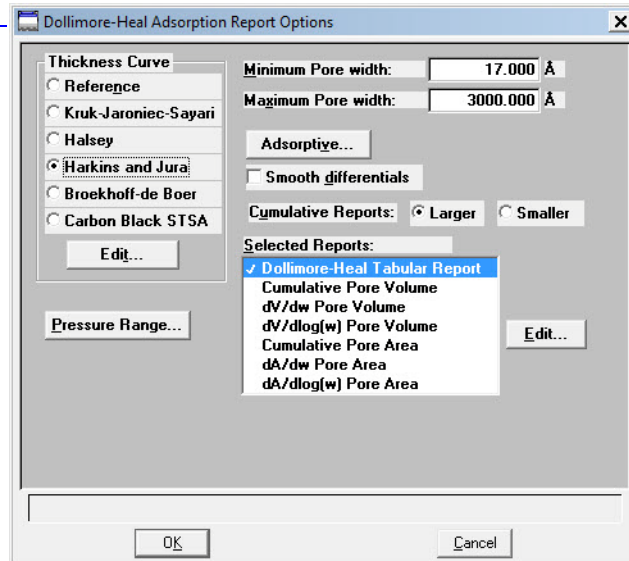 Dollimore-Heal Adsorption Report Options
Thickness Curve
Reference
Kruk-Jaroniec-Sayari
Halsey
Harkins and Jura
Broekhoff-de Boer
Carbon Black STSA
Edit...
Pressure Range...
Minimum Pore width: 17.000 Å
Maximum Pore width: 3000.000 Å
Adsorptive...
Smooth differentials
Cumulative Reports: Larger Smaller
Selected Reports:
✓ Dollimore-Heal Tabular Report
Cumulative Pore Volume
dV/dw Pore Volume
dV/dlog(w) Pore Volume
Cumulative Pore Area
dA/dw Pore Area
dA/dlog(w) Pore Area
Edit...
OK Cancel